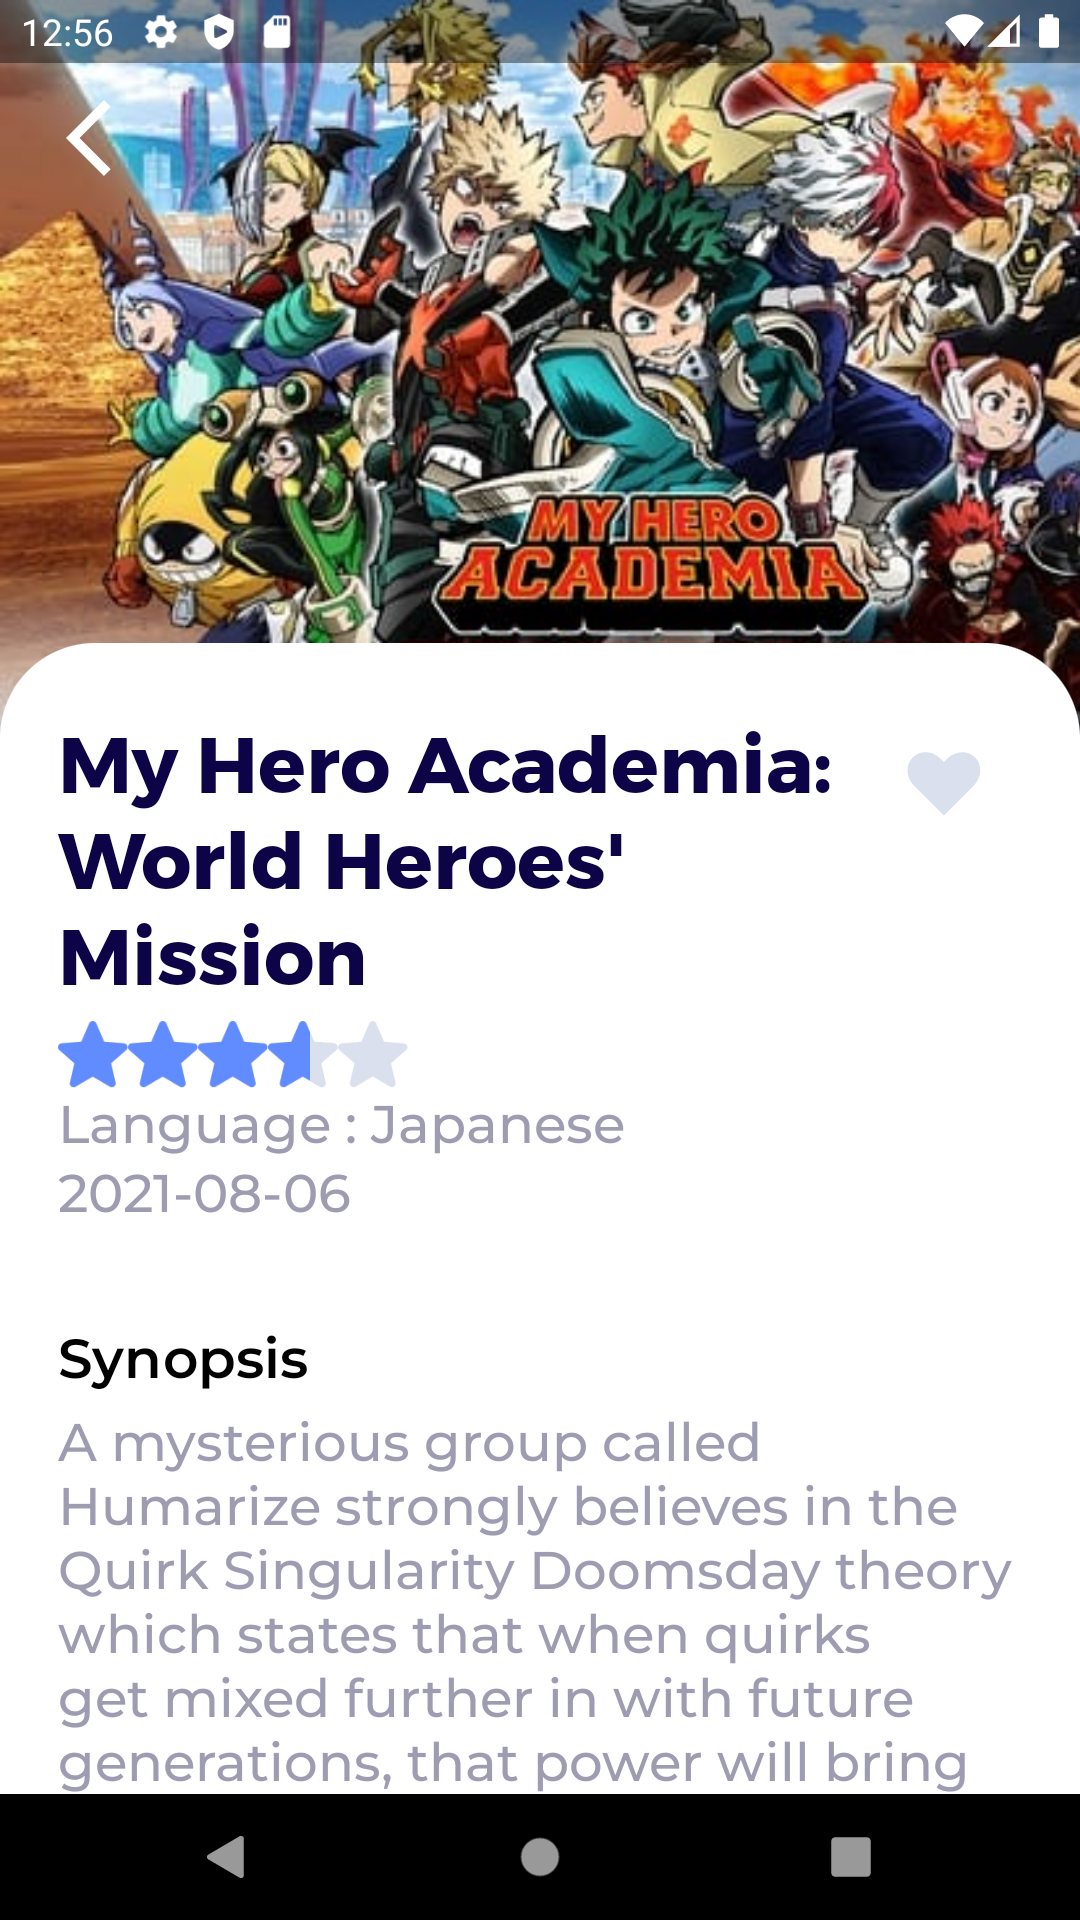 12:56
MY HERO
ACADEMIA
My Hero Academia:
World Heroes'
Mission
Language : Japanese
2021-08-06
Synopsis
A mysterious group called
Humarize strongly believes in the
Quirk Singularity Doomsday theory
which states that when quirks
get mixed further in with future
generations, that power will bring